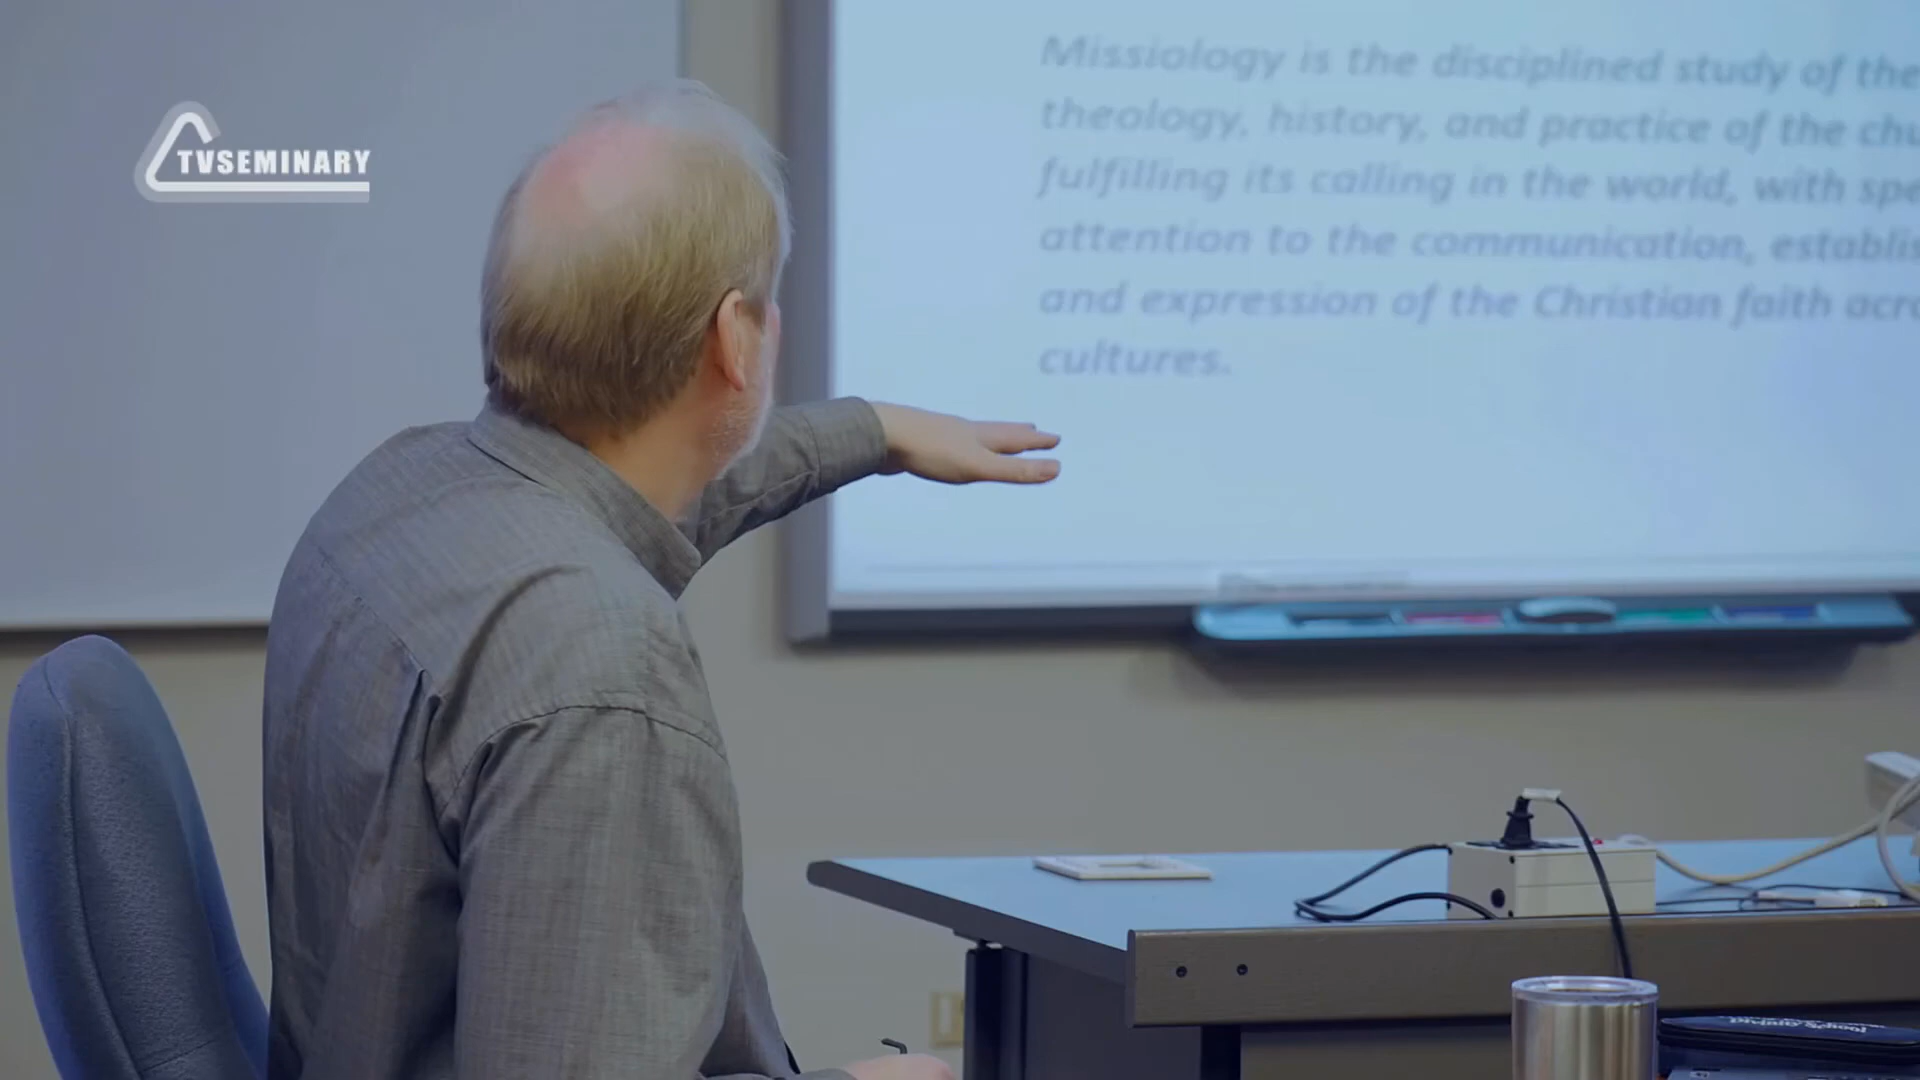 TVSEMINARY
Missiology is the disciplined study of the
theology, history, and practice of the
fulfilling its calling in the world, with
attention to the communication,
and expression of the Christian faith
cultures.